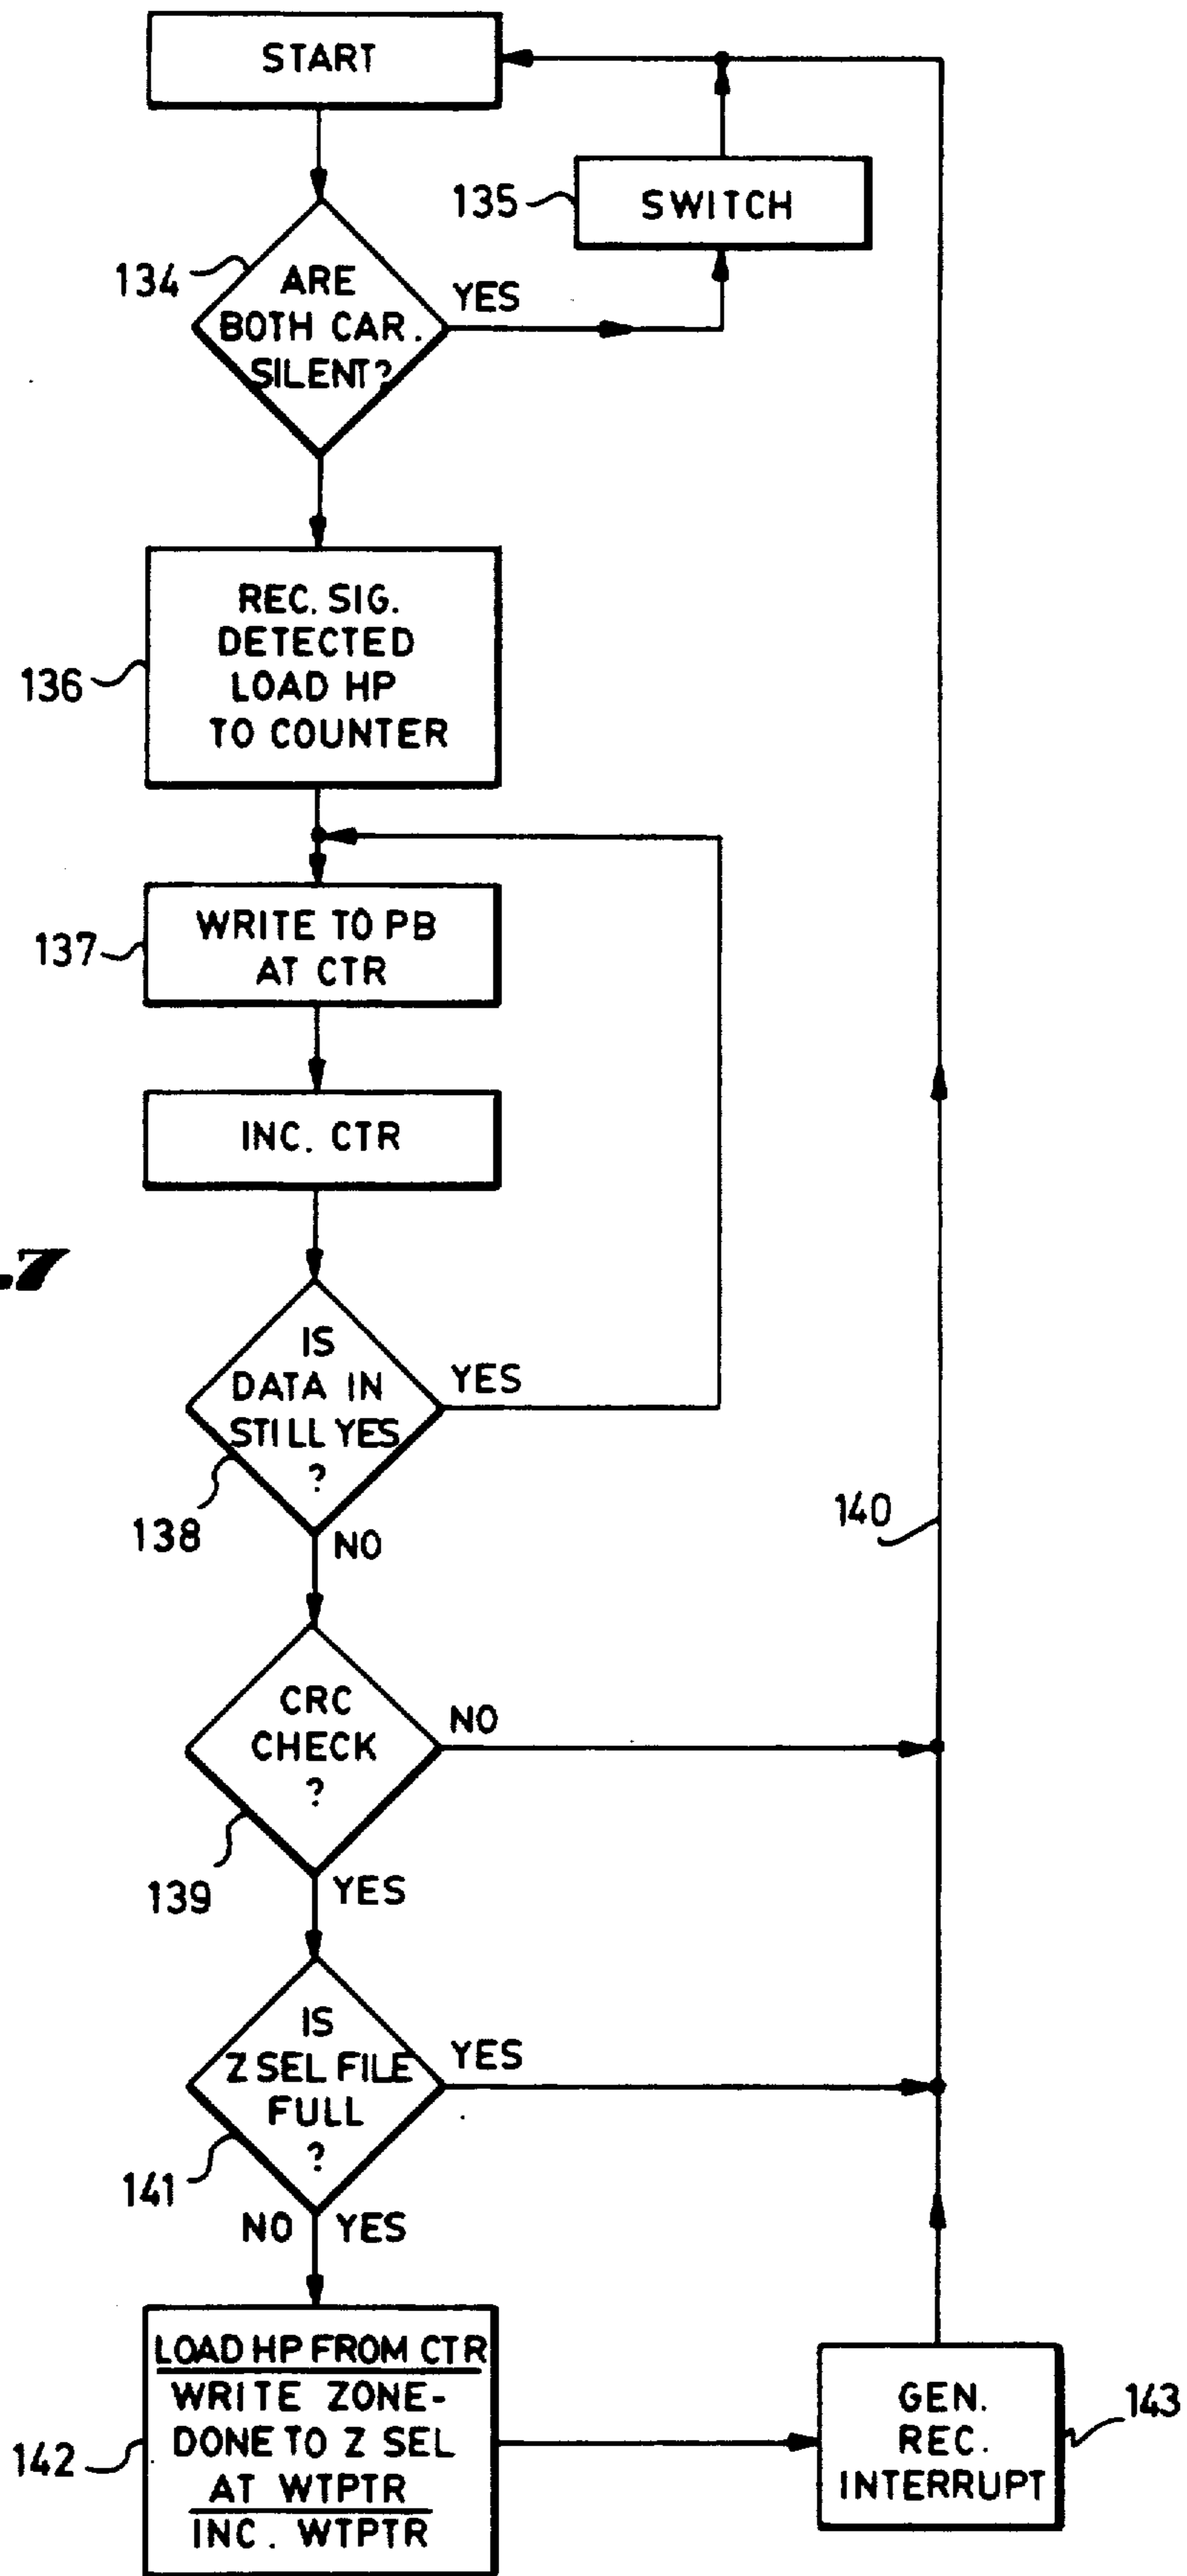 START
135
SWITCH
134
ARE
BOTH CAR.
SILENT?
YES
136
REC. SIG.
DETECTED
LOAD HP
TO COUNTER
137
WRITE TO PB
AT CTR
INC. CTR
.7
IS
DATA IN
STILL YES
?
YES
138
NO
140
CRC
CHECK
?
NO
139
YES
IS
Z SEL FILE
FULL
?
YES
141
NO YES
142
LOAD HP FROM CTR
WRITE ZONE-
DONE TO Z SEL
AT WTPTR
INC. WTPTR
GEN.
REC.
INTERRUPT
143